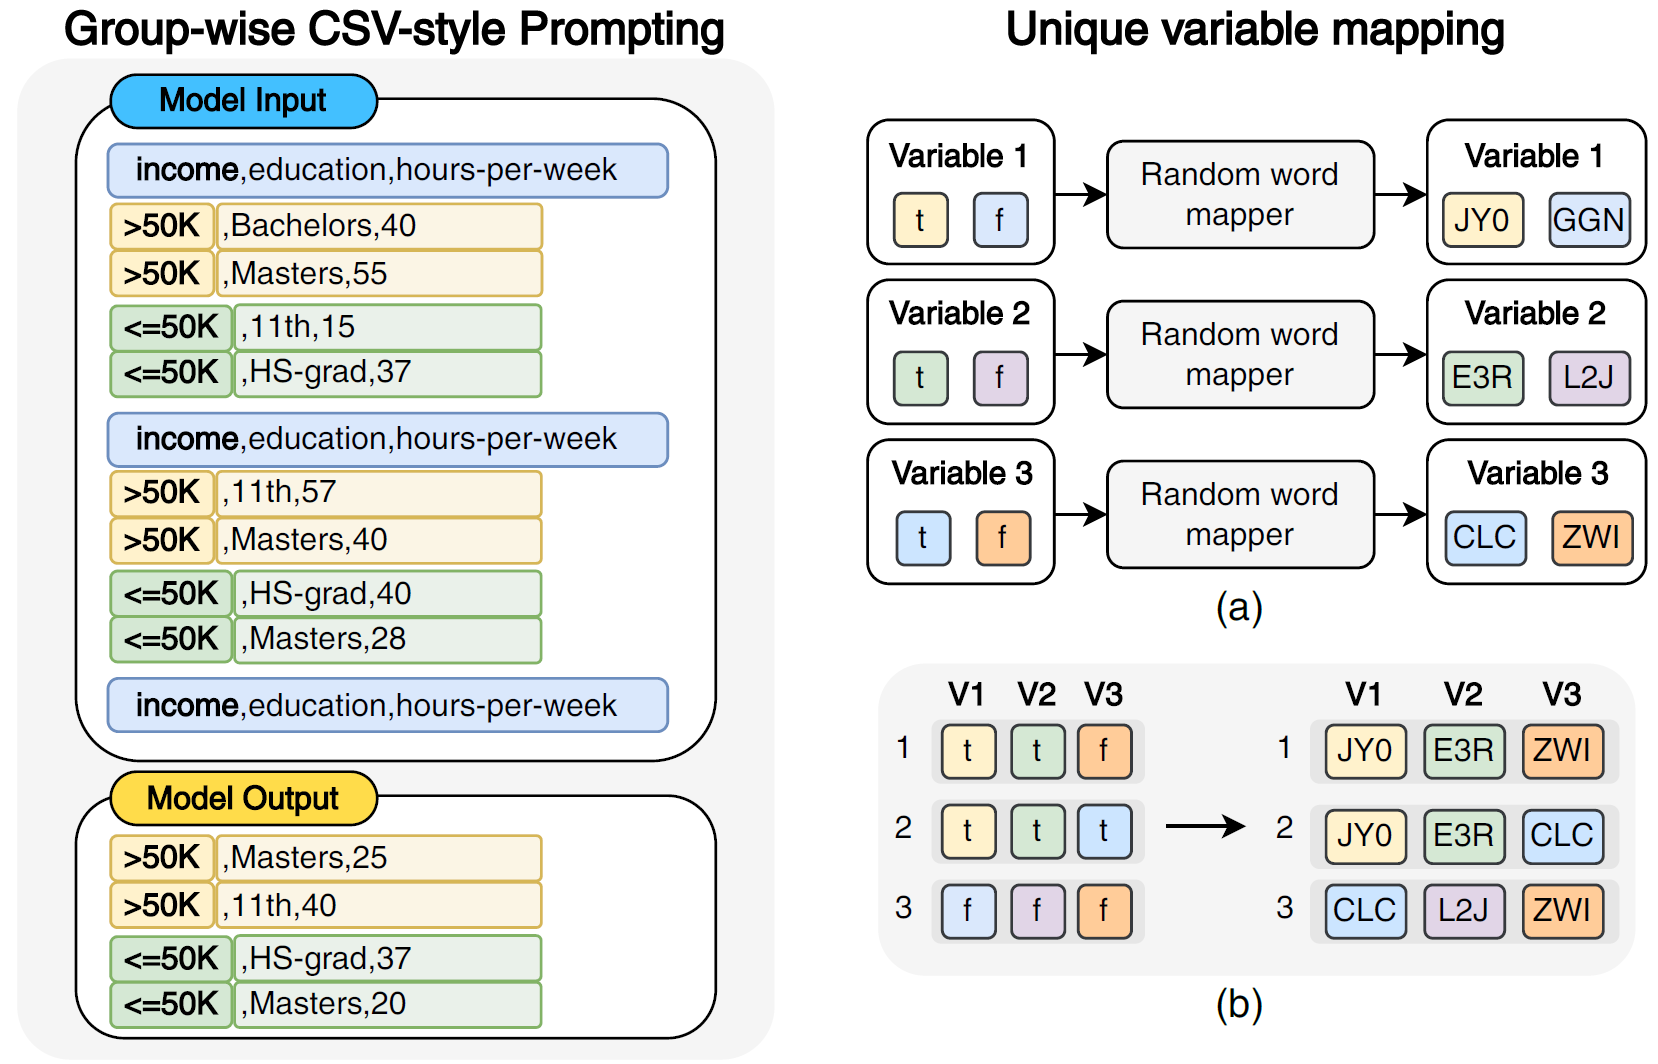 Group-wise CSV-style Prompting
Model Input
income,education,hours-per-week
>50K ,Bachelors,40
>50K ,Masters,55
<=50K ,11th,15
<=50K ,HS-grad,37
income,education,hours-per-week
>50K ,11th,57
>50K ,Masters,40
<=50K ,HS-grad,40
<=50K ,Masters,28
income,education,hours-per-week
Model Output
>50K ,Masters,25
>50K ,11th,40
<=50K ,HS-grad,37
<=50K ,Masters,20
Unique variable mapping
Variable 1
t f
Random word
mapper
Variable 1
JY0 GGN
Variable 2
t f
Random word
mapper
Variable 2
E3R L2J
Variable 3
t f
Random word
mapper
Variable 3
CLC ZWI
(a)
V1 V2 V3
1 t t f
2 t t t
3 f f f
V1 V2 V3
1 JY0 E3R ZWI
2 JY0 E3R CLC
3 CLC L2J ZWI
(b)